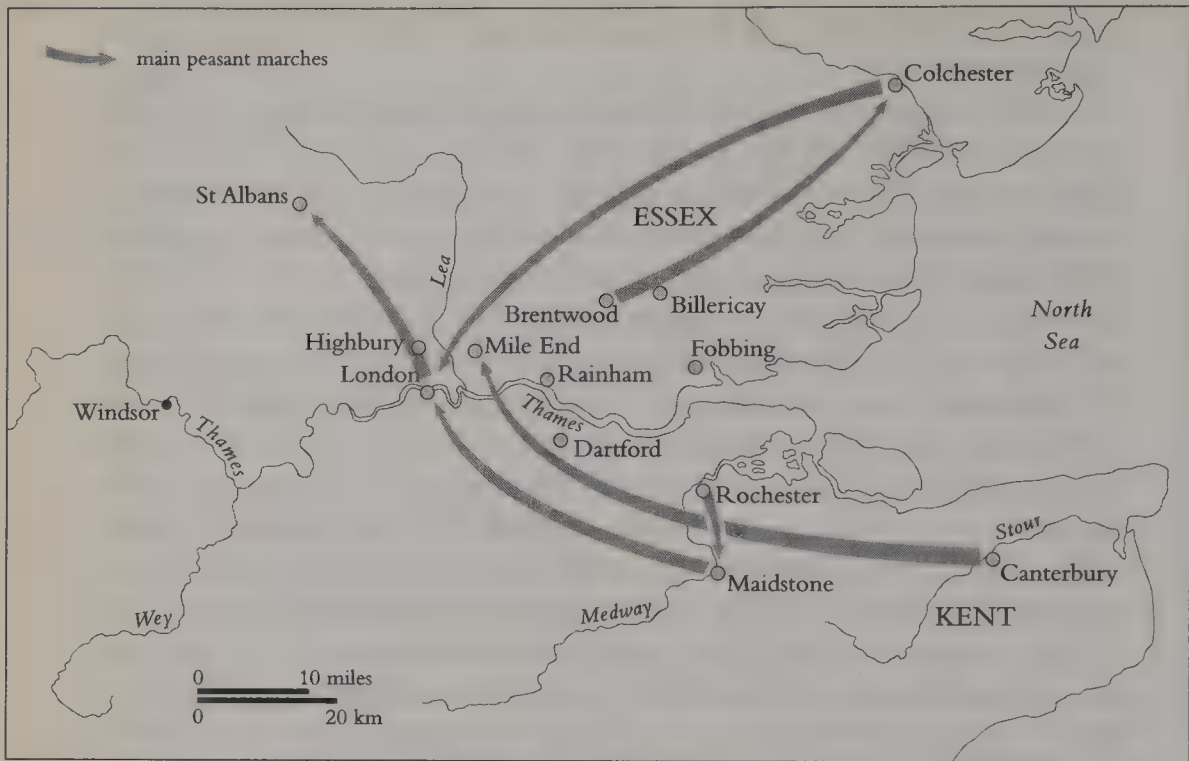 main peasant marches
Colchester
St Albans
ESSEX
Lea
Brentwood
Billericay
North
Sea
Highbury
Mile End
Fobbing
London
Rainham
Windsor
Thames
Thames
Dartford
Rochester
Stour
Canterbury
Maidstone
Medway
KENT
Wey
0 10 miles
0 20 km